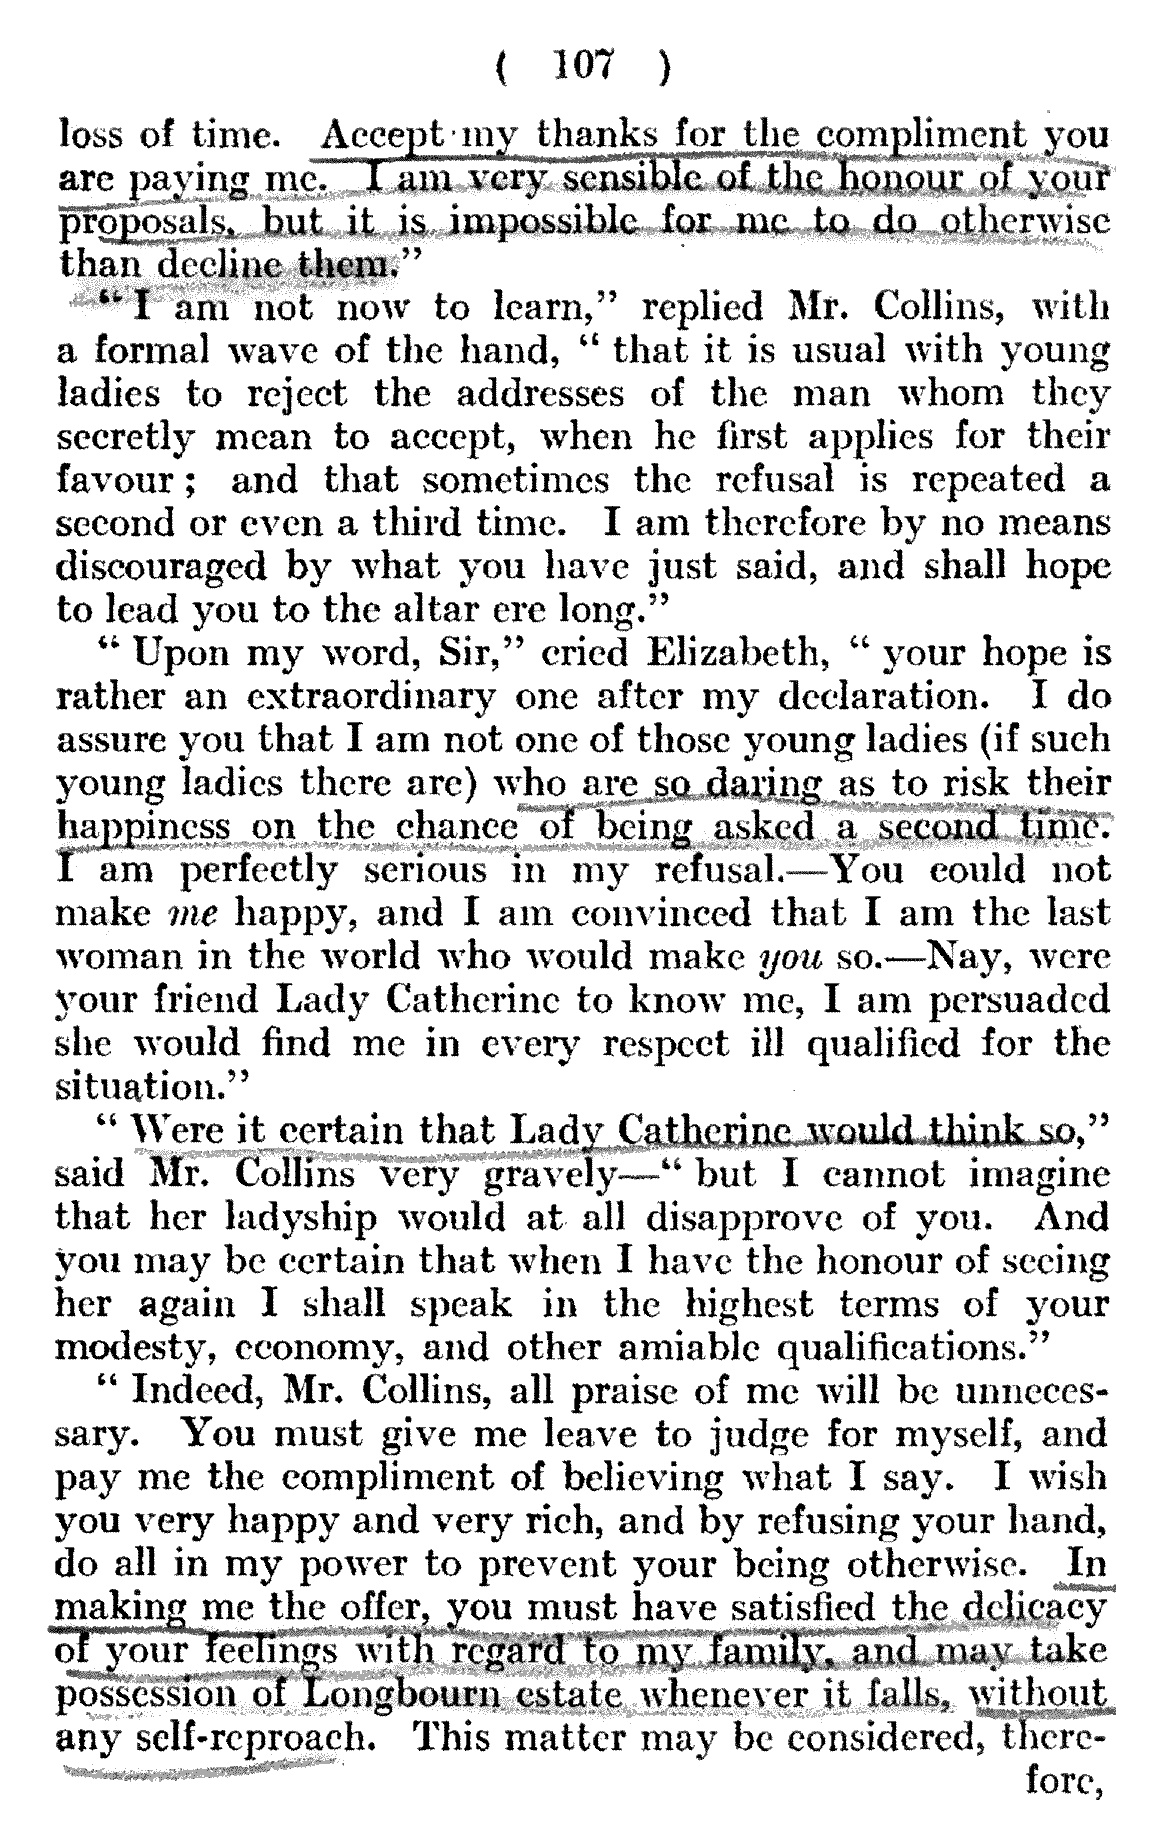 ( 107 )
loss of time. Accept my thanks for the compliment you
are paying me. I am very sensible of the honour of your
proposals, but it is impossible for me to do otherwise
than decline them.”
“ I am not now to learn,” replied Mr. Collins, with
a formal wave of the hand, “ that it is usual with young
ladies to reject the addresses of the man whom they
secretly mean to accept, when he first applies for their
favour ; and that sometimes the refusal is repeated a
second or even a third time. I am therefore by no means
discouraged by what you have just said, and shall hope
to lead you to the altar ere long.”
“ Upon my word, Sir,” cried Elizabeth, “ your hope is
rather an extraordinary one after my declaration. I do
assure you that I am not one of those young ladies (if such
young ladies there are) who are so daring as to risk their
happiness on the chance of being asked a second time.
I am perfectly serious in my refusal.—You could not
make me happy, and I am convinced that I am the last
woman in the world who would make you so.—Nay, were
your friend Lady Catherine to know me, I am persuaded
she would find me in every respect ill qualified for the
situation.”
“ Were it certain that Lady Catherine would think so,”
said Mr. Collins very gravely—“ but I cannot imagine
that her ladyship would at all disapprove of you. And
you may be certain that when I have the honour of seeing
her again I shall speak in the highest terms of your
modesty, economy, and other amiable qualifications.”
“ Indeed, Mr. Collins, all praise of me will be unneces-
sary. You must give me leave to judge for myself, and
pay me the compliment of believing what I say. I wish
you very happy and very rich, and by refusing your hand,
do all in my power to prevent your being otherwise. In
making me the offer, you must have satisfied the delicacy
of your feelings with regard to my family, and may take
possession of Longbourn estate whenever it falls, without
any self-reproach. This matter may be considered, there-
fore,